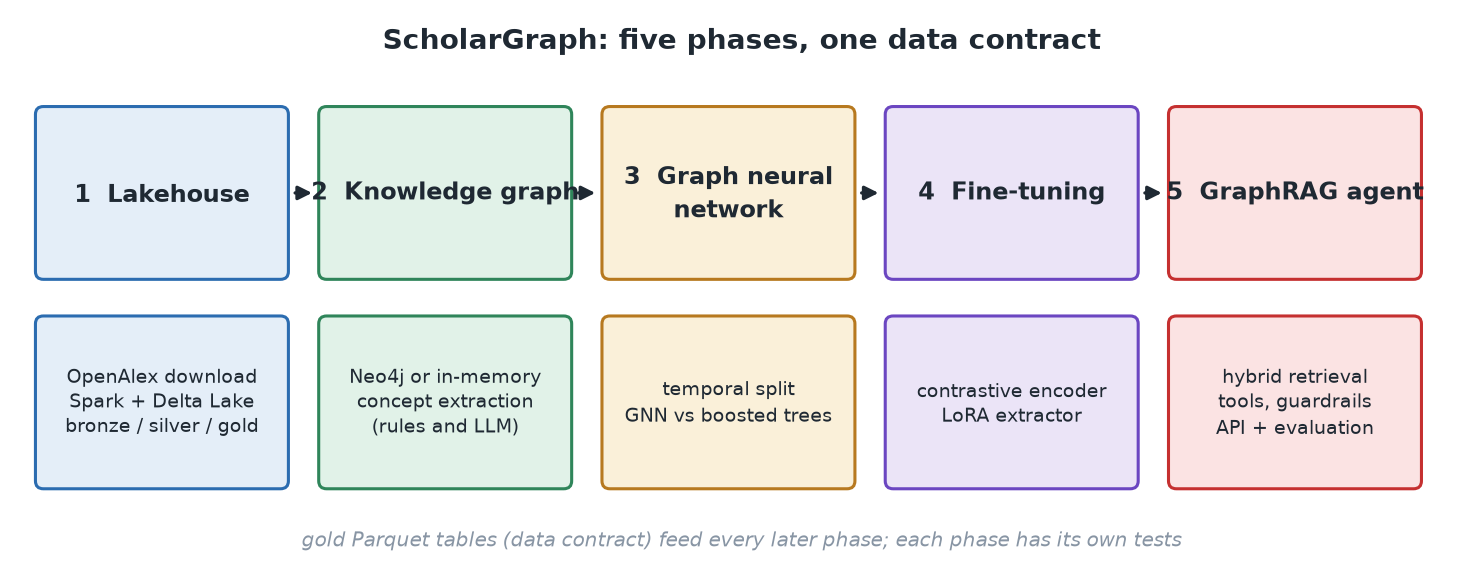 ScholarGraph: five phases, one data contract
1  Lakehouse
2  Knowledge graph
3  Graph neural
network
4  Fine-tuning
5  GraphRAG agent
OpenAlex download
Spark + Delta Lake
bronze / silver / gold
Neo4j or in-memory
concept extraction
(rules and LLM)
temporal split
GNN vs boosted trees
contrastive encoder
LoRA extractor
hybrid retrieval
tools, guardrails
API + evaluation
gold Parquet tables (data contract) feed every later phase; each phase has its own tests